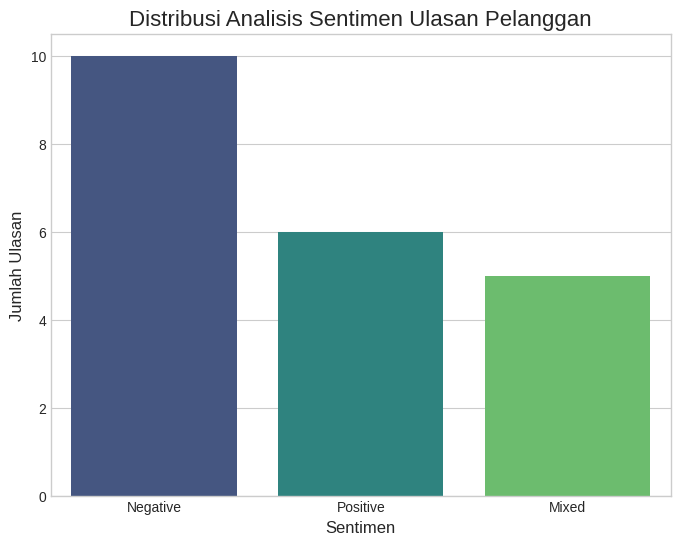 Distribusi Analisis Sentimen Ulasan Pelanggan
Jumlah Ulasan
10
8
6
4
2
0
Negative
Positive
Mixed
Sentimen